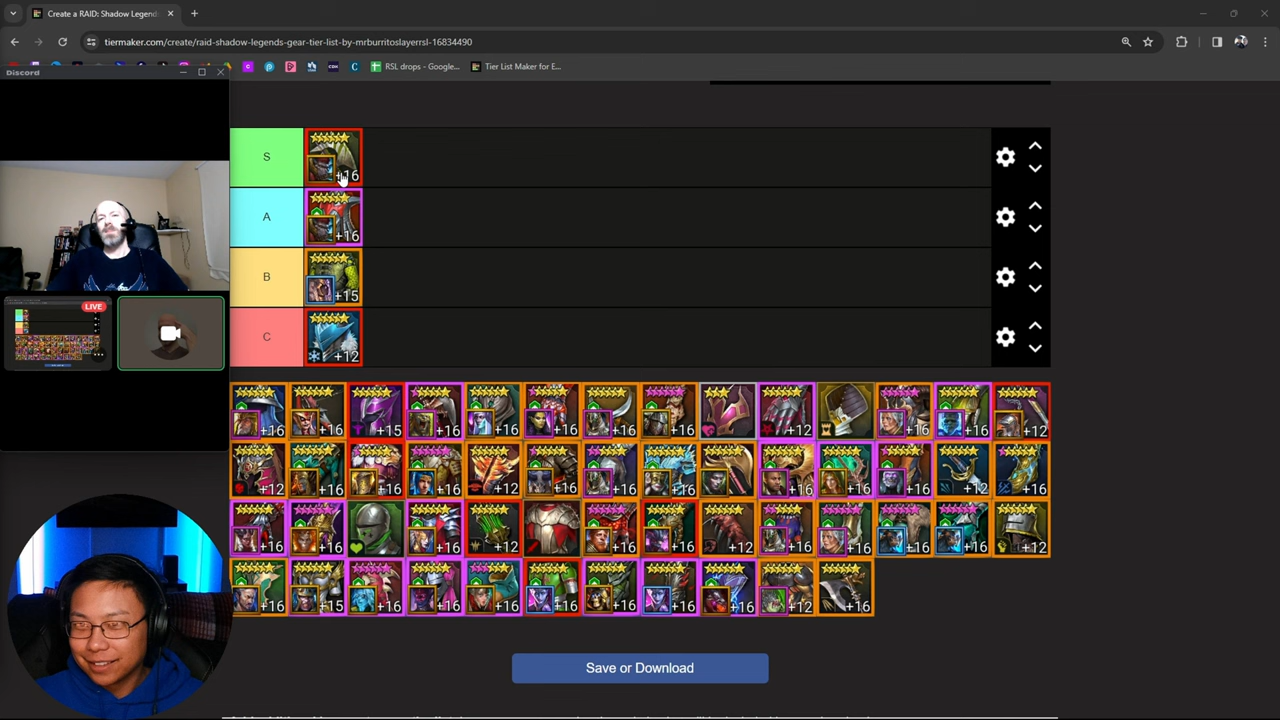 Create a RAID: Shadow Legend
tiermaker.com/create/raid-shadow-legends-gear-tier-list-by-mrburritoslayerrsl-16834490
RSL drops - Google...
Tier List Maker for E...
Discord
LIVE
S
+16
A
+16
B
+15
C
+12
+16 +16 +15 +16 +16 +16 +16 +16 +12 +16 +16 +12
+12 +16 +16 +16 +12 +16 +16 +16 +16 +16 +16 +12 +16
+16 +16 +16 +12 +16 +16 +12 +16 +16 +16 +16 +12
+16 +15 +16 +16 +16 +16 +16 +16 +16 +12 +16
Save or Download